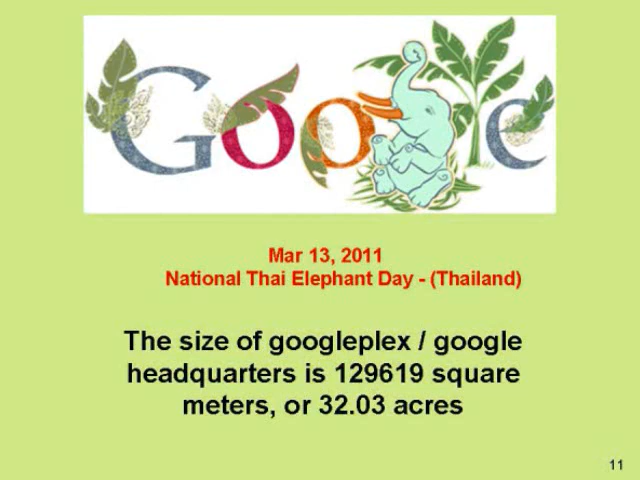 Google
Mar 13, 2011
National Thai Elephant Day - (Thailand)
The size of googleplex / google
headquarters is 129619 square
meters, or 32.03 acres
11